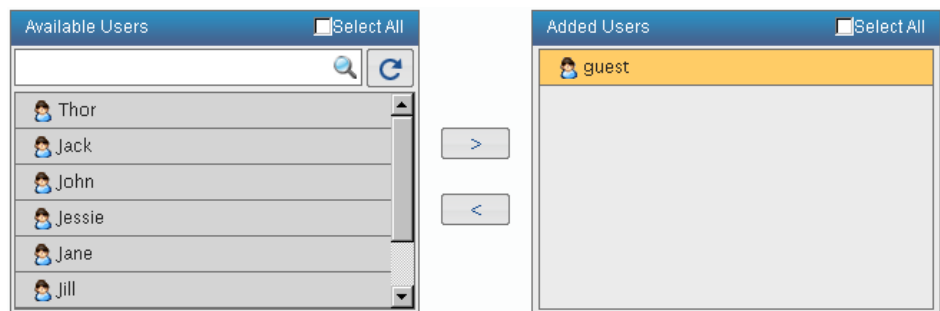 Available Users Select All
Thor
Jack
John
Jessie
Jane
Jill
>
<
Added Users Select All
guest